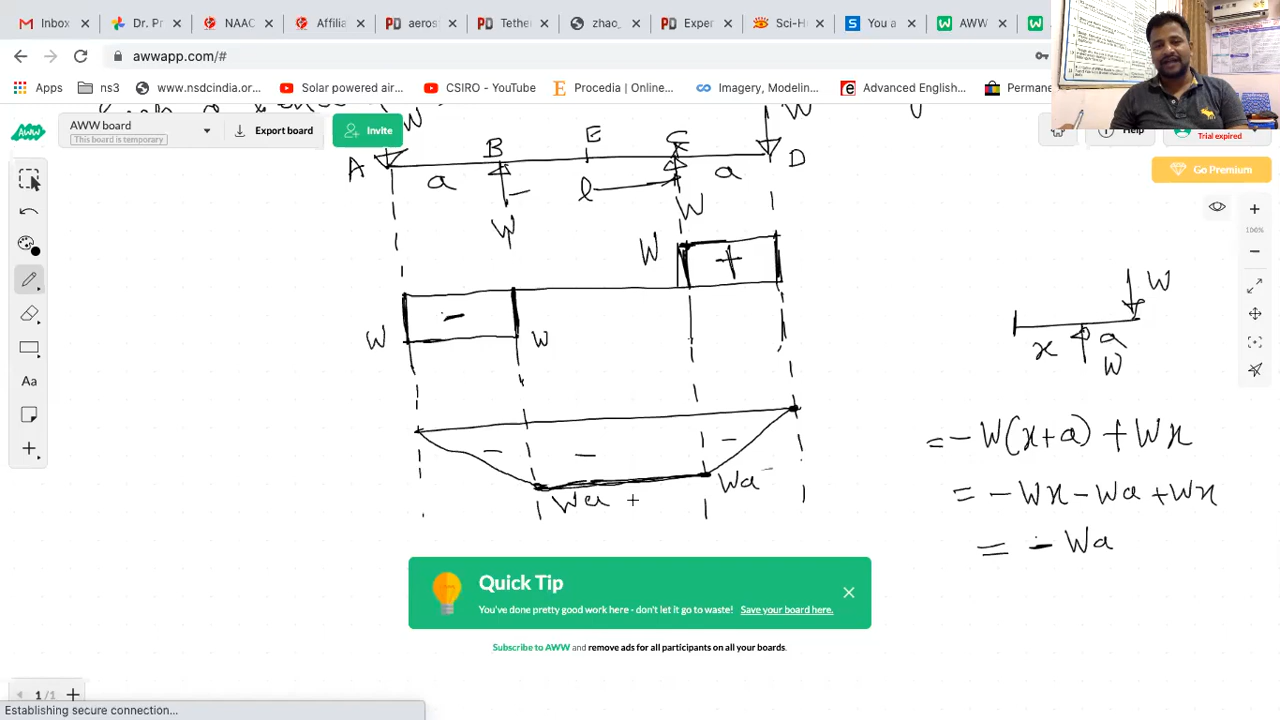 Inbox
Dr. Pr
NAAC
Affilia
aeros
Tether
zhao_
Exper
Sci-H
You a
AWW
awwapp.com/#
Apps
ns3
www.nsdcindia.or...
Solar powered air...
CSIRO - YouTube
Procedia | Online...
Imagery, Modelin...
Advanced English...
Permane
AWW board
This board is temporary
Export board
Invite
Help
Trial expired
Go Premium
100%
W
W
A
B
E
C
D
a
l
a
W
W
W
+
-
W
W
- - -
Wa +
Wa
W
x
a
W
= - W(x+a) + Wx
= - Wx - Wa + Wx
= - Wa
Aa
Quick Tip
You've done pretty good work here - don't let it go to waste! Save your board here.
Subscribe to AWW and remove ads for all participants on all your boards.
1/1
Establishing secure connection...